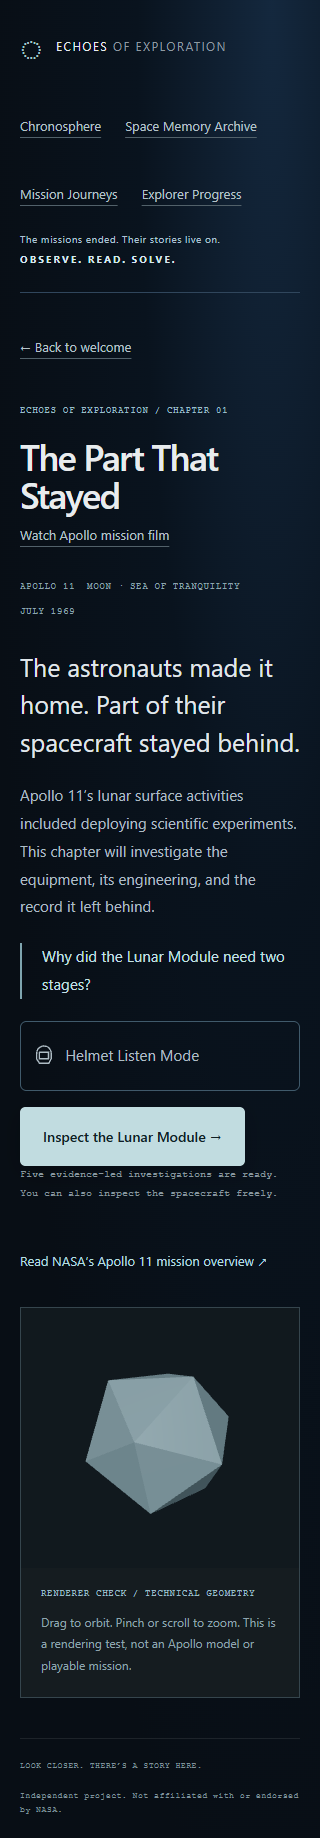 ECHOES OF EXPLORATION
Chronosphere Space Memory Archive
Mission Journeys Explorer Progress
The missions ended. Their stories live on.
OBSERVE. READ. SOLVE.
← Back to welcome
ECHOES OF EXPLORATION / CHAPTER 01
The Part That
Stayed
Watch Apollo mission film
APOLLO 11 MOON · SEA OF TRANQUILITY
JULY 1969
The astronauts made it
home. Part of their
spacecraft stayed behind.
Apollo 11's lunar surface activities
included deploying scientific experiments.
This chapter will investigate the
equipment, its engineering, and the
record it left behind.
Why did the Lunar Module need two
stages?
Helmet Listen Mode
Inspect the Lunar Module →
Five evidence-led investigations are ready.
You can also inspect the spacecraft freely.
Read NASA's Apollo 11 mission overview ↗
RENDERER CHECK / TECHNICAL GEOMETRY
Drag to orbit. Pinch or scroll to zoom. This is
a rendering test, not an Apollo model or
playable mission.
LOOK CLOSER. THERE'S A STORY HERE.
Independent project. Not affiliated with or endorsed
by NASA.